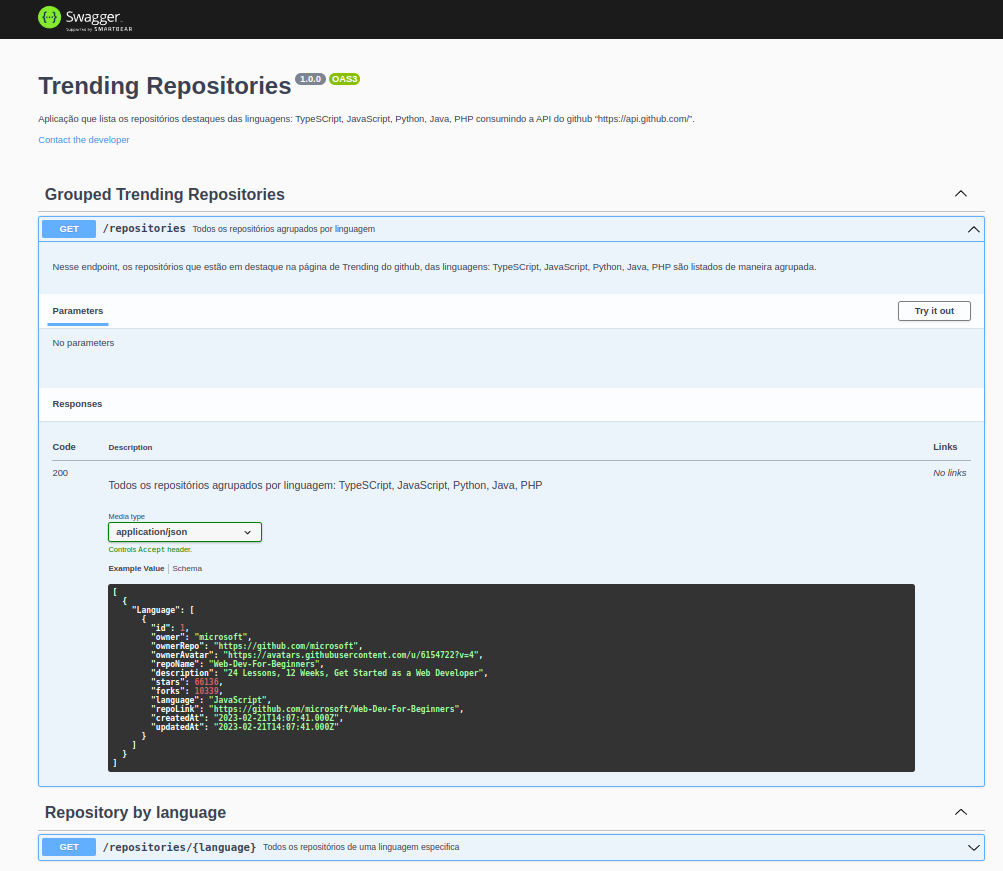 Swagger
Supported by SMARTBEAR
Trending Repositories 1.0.0 OAS3
Aplicação que lista os repositórios destaques das linguagens: TypeSCript, JavaScript, Python, Java, PHP consumindo a API do github "https://api.github.com/".
Contact the developer
Grouped Trending Repositories
GET /repositories Todos os repositórios agrupados por linguagem
Nesse endpoint, os repositórios que estão em destaque na página de Trending do github, das linguagens: TypeSCript, JavaScript, Python, Java, PHP são listados de maneira agrupada.
Parameters Try it out
No parameters
Responses
Code Description Links
200 No links
Todos os repositórios agrupados por linguagem: TypeSCript, JavaScript, Python, Java, PHP
Media type
application/json
Controls Accept header.
Example Value Schema
[
  {
    "Language": [
      {
        "id": 1,
        "owner": "microsoft",
        "ownerRepo": "https://github.com/microsoft",
        "ownerAvatar": "https://avatars.githubusercontent.com/u/6154722?v=4",
        "repoName": "Web-Dev-For-Beginners",
        "description": "24 Lessons, 12 Weeks, Get Started as a Web Developer",
        "stars": 66136,
        "forks": 10339,
        "language": "JavaScript",
        "repoLink": "https://github.com/microsoft/Web-Dev-For-Beginners",
        "createdAt": "2023-02-21T14:07:41.000Z",
        "updatedAt": "2023-02-21T14:07:41.000Z"
      }
    ]
  }
]
Repository by language
GET /repositories/{language} Todos os repositórios de uma linguagem especifica